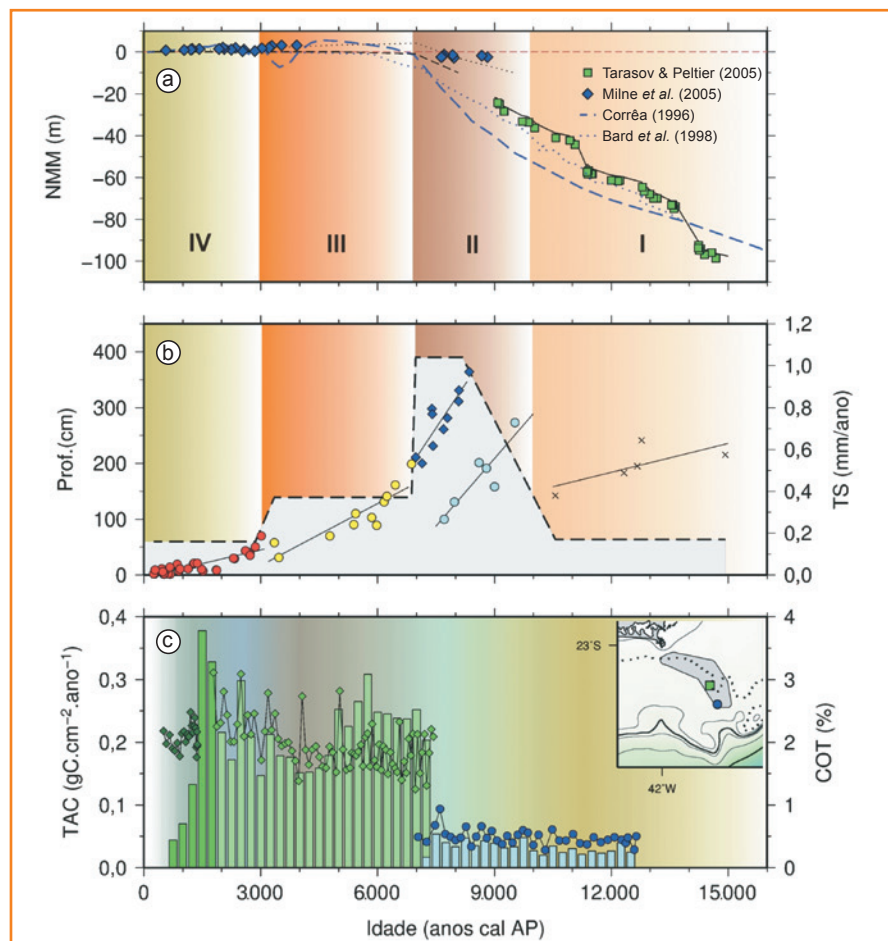 a
NMM (m)
0
−20
−40
−60
−80
−100
IV
III
II
I
Tarasov & Peltier (2005)
Milne et al. (2005)
Corrêa (1996)
Bard et al. (1998)
b
Prof.(cm)
400
300
200
100
0
TS (mm/ano)
1,2
1,0
0,8
0,6
0,4
0,2
0,0
c
TAC (gC.cm⁻².ano⁻¹)
0,4
0,3
0,2
0,1
0,0
COT (%)
4
3
2
1
0
23°S
42°W
0
3.000
6.000
9.000
12.000
15.000
Idade (anos cal AP)